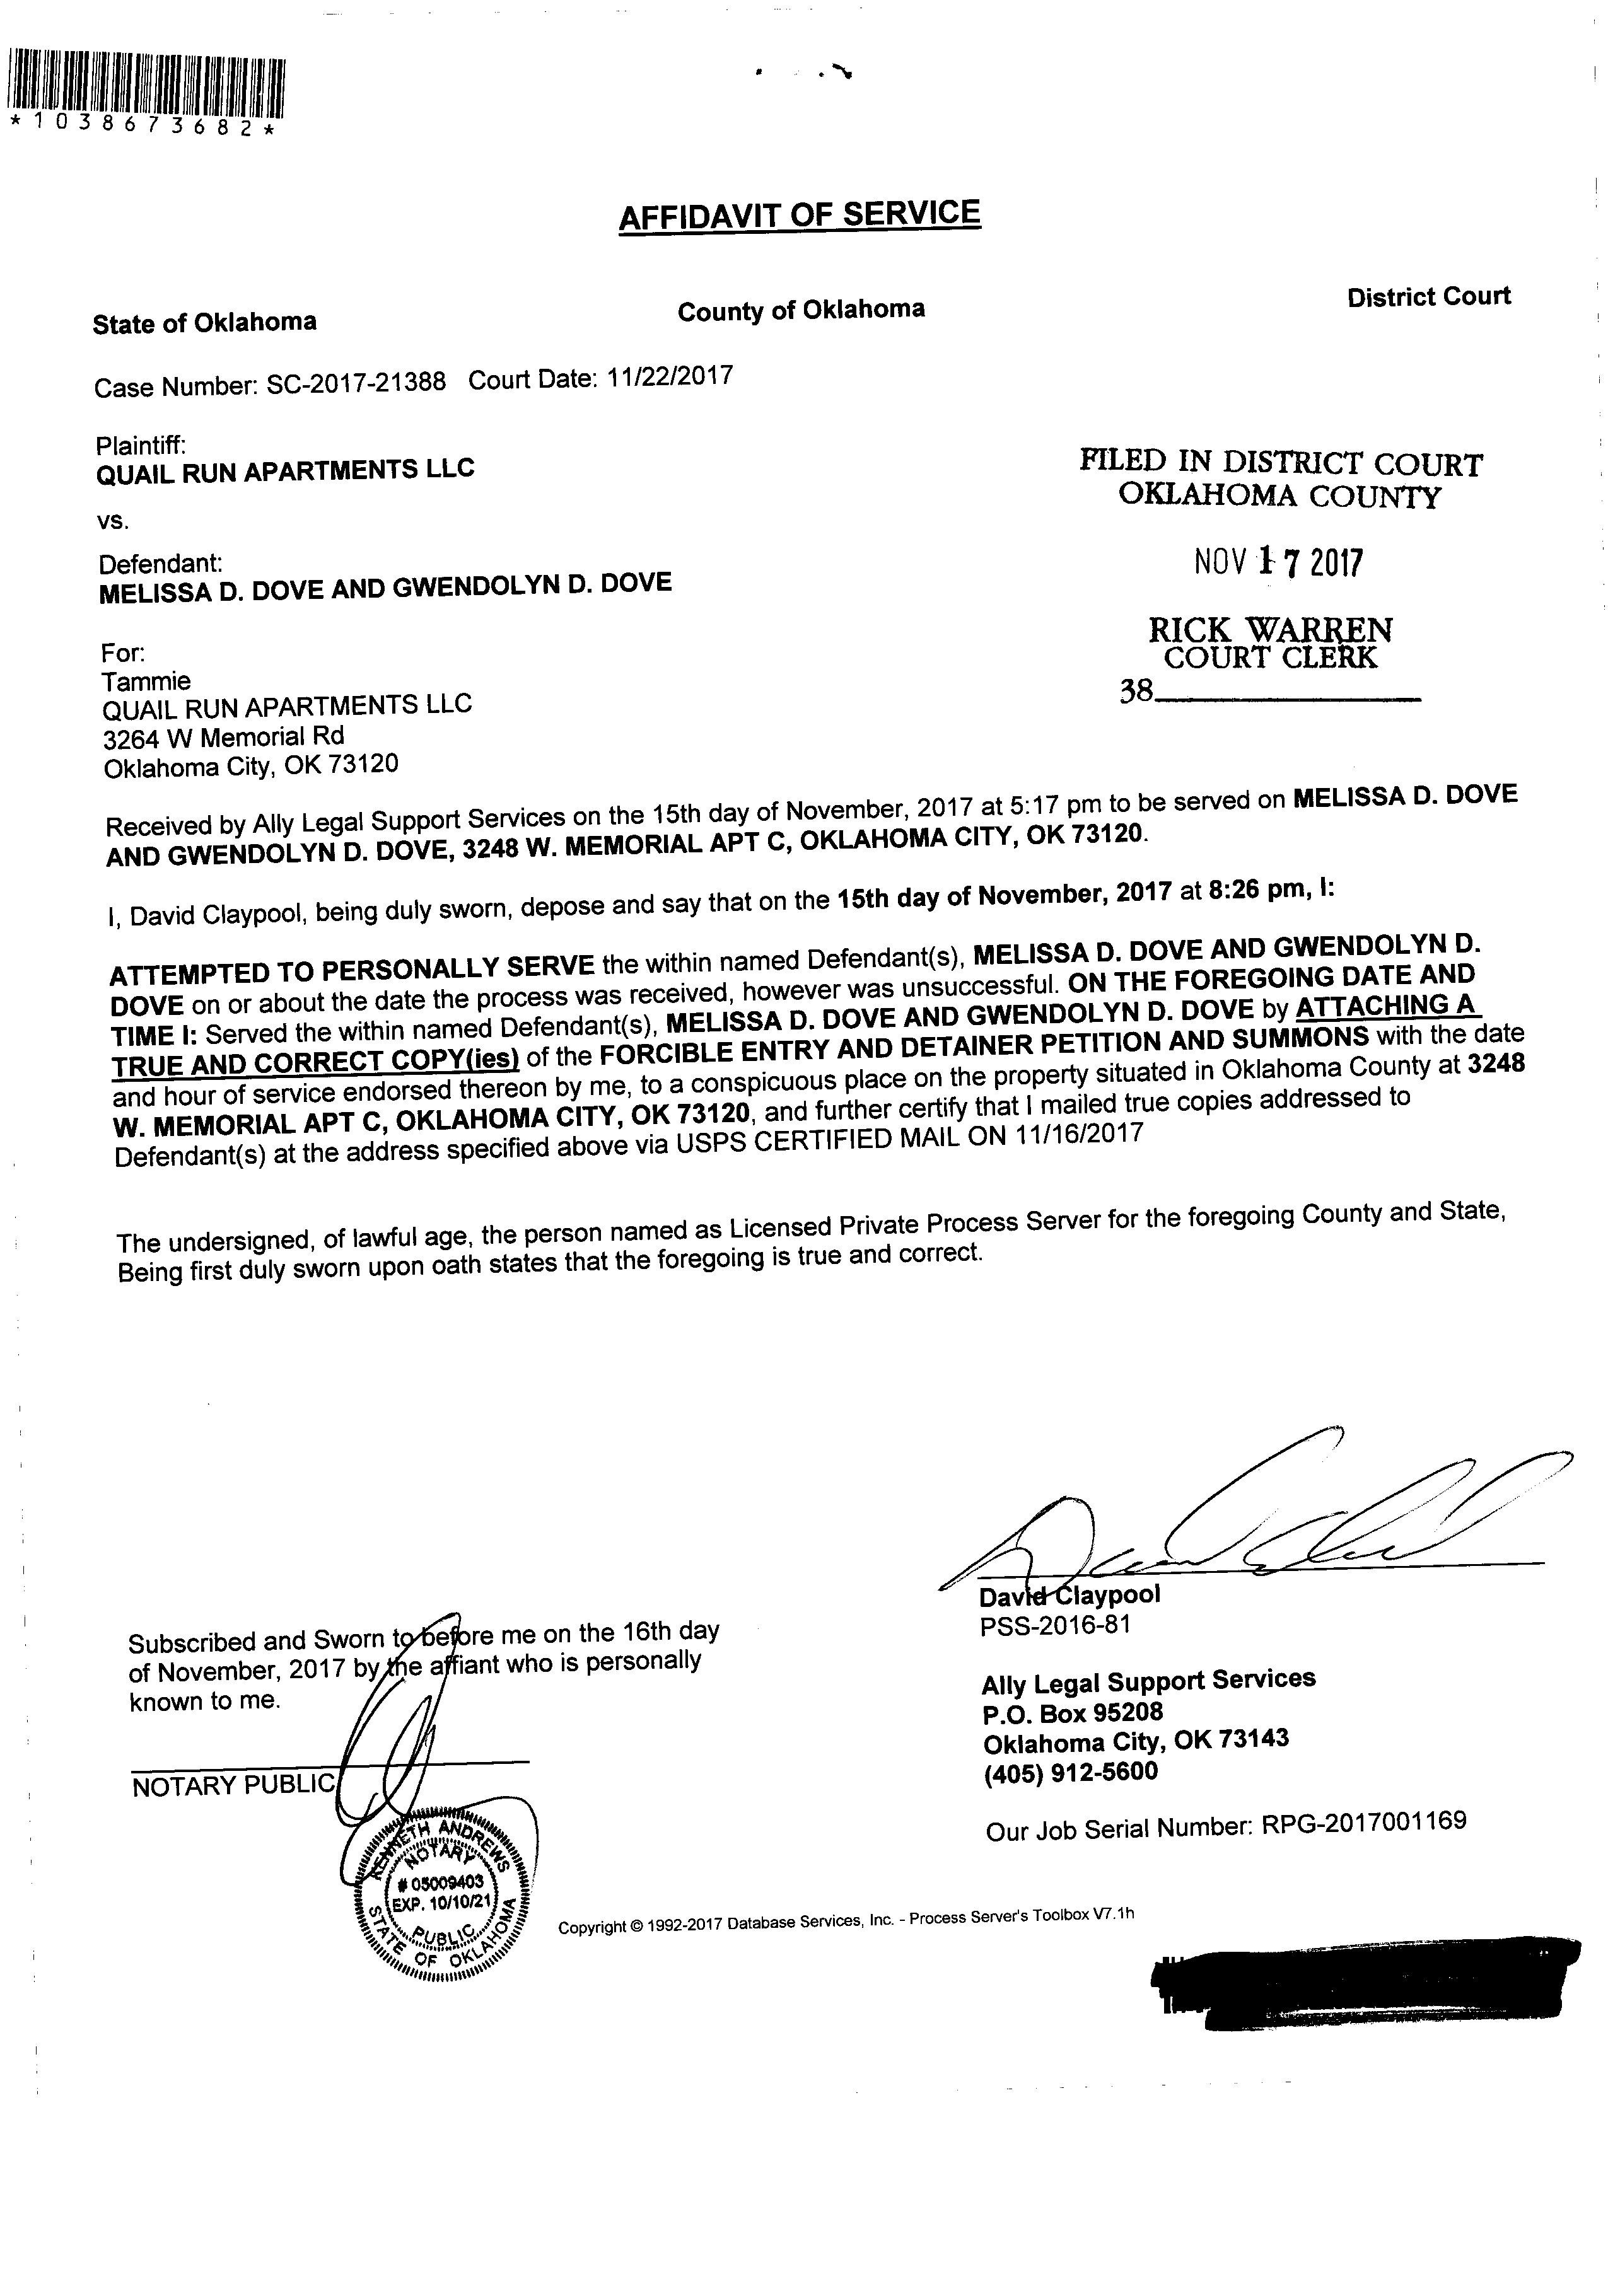 *1038673682*
AFFIDAVIT OF SERVICE
State of Oklahoma County of Oklahoma District Court
Case Number: SC-2017-21388 Court Date: 11/22/2017
Plaintiff:
QUAIL RUN APARTMENTS LLC
vs.
Defendant:
MELISSA D. DOVE AND GWENDOLYN D. DOVE
FILED IN DISTRICT COURT
OKLAHOMA COUNTY
NOV 17 2017
RICK WARREN
COURT CLERK
38
For:
Tammie
QUAIL RUN APARTMENTS LLC
3264 W Memorial Rd
Oklahoma City, OK 73120
Received by Ally Legal Support Services on the 15th day of November, 2017 at 5:17 pm to be served on MELISSA D. DOVE
AND GWENDOLYN D. DOVE, 3248 W. MEMORIAL APT C, OKLAHOMA CITY, OK 73120.
I, David Claypool, being duly sworn, depose and say that on the 15th day of November, 2017 at 8:26 pm, I:
ATTEMPTED TO PERSONALLY SERVE the within named Defendant(s), MELISSA D. DOVE AND GWENDOLYN D.
DOVE on or about the date the process was received, however was unsuccessful. ON THE FOREGOING DATE AND
TIME I: Served the within named Defendant(s), MELISSA D. DOVE AND GWENDOLYN D. DOVE by ATTACHING A
TRUE AND CORRECT COPY(ies) of the FORCIBLE ENTRY AND DETAINER PETITION AND SUMMONS with the date
and hour of service endorsed thereon by me, to a conspicuous place on the property situated in Oklahoma County at 3248
W. MEMORIAL APT C, OKLAHOMA CITY, OK 73120, and further certify that I mailed true copies addressed to
Defendant(s) at the address specified above via USPS CERTIFIED MAIL ON 11/16/2017
The undersigned, of lawful age, the person named as Licensed Private Process Server for the foregoing County and State,
Being first duly sworn upon oath states that the foregoing is true and correct.
Subscribed and Sworn to before me on the 16th day
of November, 2017 by the affiant who is personally
known to me.
NOTARY PUBLIC
KENNETH ANDREWS
NOTARY
# 05009403
EXP. 10/10/21
PUBLIC
STATE OF OKLAHOMA
David Claypool
PSS-2016-81
Ally Legal Support Services
P.O. Box 95208
Oklahoma City, OK 73143
(405) 912-5600
Our Job Serial Number: RPG-2017001169
Copyright © 1992-2017 Database Services, Inc. - Process Server's Toolbox V7.1h